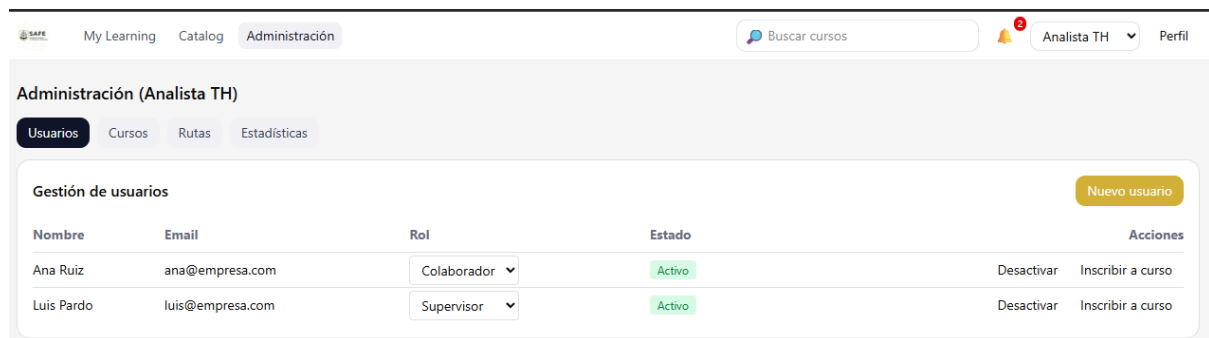 SAFE My Learning Catalog Administración Buscar cursos 2 Analista TH Perfil
Administración (Analista TH)
Usuarios Cursos Rutas Estadísticas
Gestión de usuarios Nuevo usuario
Nombre Email Rol Estado Acciones
Ana Ruiz ana@empresa.com Colaborador Activo Desactivar Inscribir a curso
Luis Pardo luis@empresa.com Supervisor Activo Desactivar Inscribir a curso